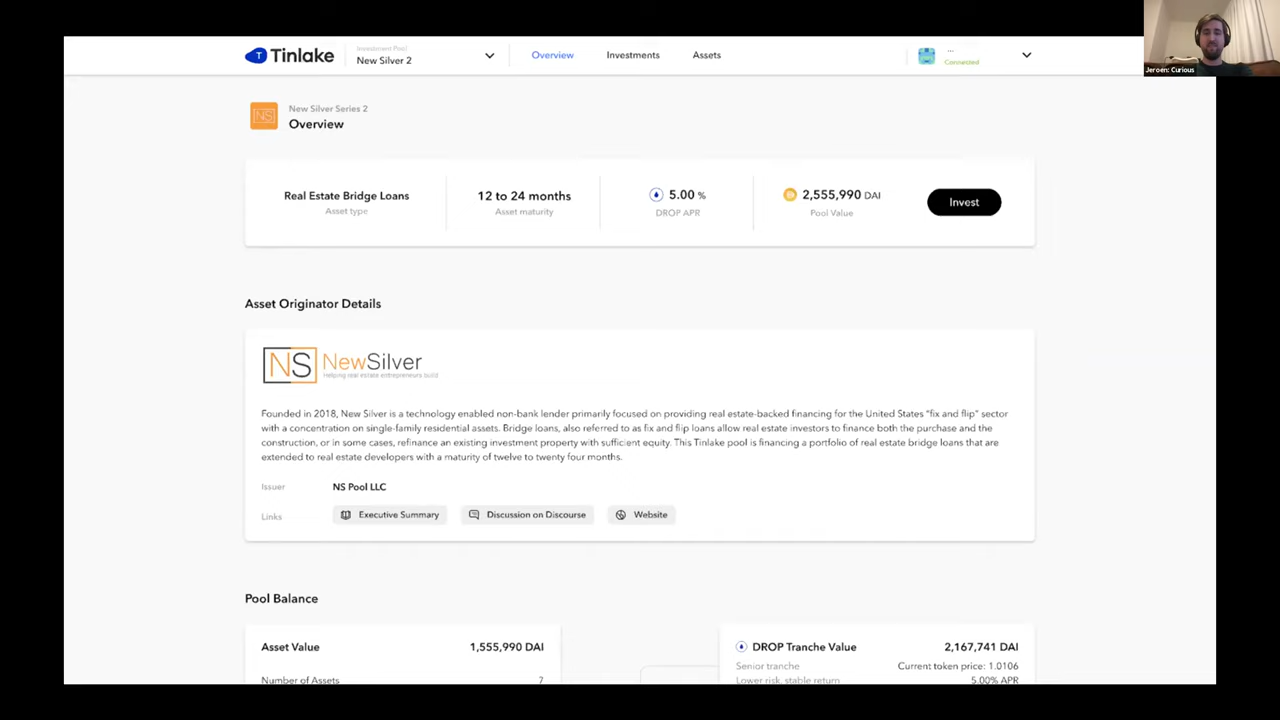 Tinlake
Investment Pool
New Silver 2
Overview
Investments
Assets
...
Connected
Jeroen: Curious
NS
New Silver Series 2
Overview
Real Estate Bridge Loans
Asset type
12 to 24 months
Asset maturity
5.00 %
DROP APR
2,555,990 DAI
Pool Value
Invest
Asset Originator Details
NS NewSilver
Helping real estate entrepreneurs build
Founded in 2018, New Silver is a technology enabled non-bank lender primarily focused on providing real estate-backed financing for the United States "fix and flip" sector
with a concentration on single-family residential assets. Bridge loans, also referred to as fix and flip loans allow real estate investors to finance both the purchase and the
construction, or in some cases, refinance an existing investment property with sufficient equity. This Tinlake pool is financing a portfolio of real estate bridge loans that are
extended to real estate developers with a maturity of twelve to twenty four months.
Issuer
NS Pool LLC
Links
Executive Summary
Discussion on Discourse
Website
Pool Balance
Asset Value
1,555,990 DAI
Number of Assets
7
DROP Tranche Value
2,167,741 DAI
Senior tranche
Current token price: 1.0106
Lower risk, stable return
5.00% APR